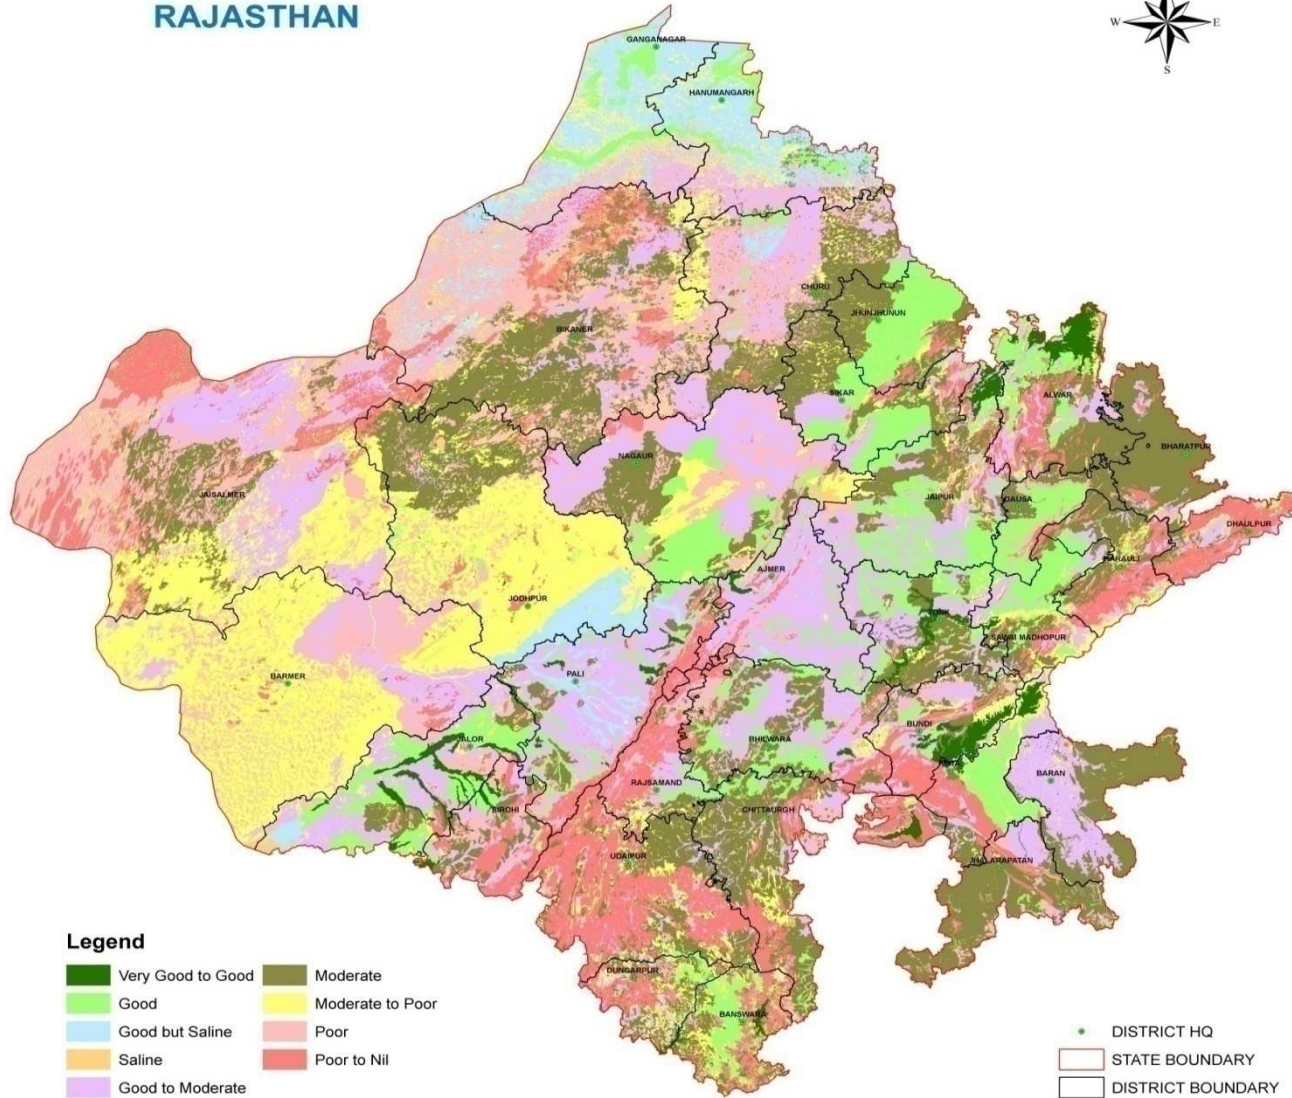 RAJASTHAN
W
E
S
GANGANAGAR
HANUMANGARH
CHURU
JHUNJHUNUN
BIKANER
SIKAR
ALWAR
BHARATPUR
NAGAUR
JAISALMER
JAIPUR
DAUSA
DHAULPUR
KARAULI
AJMER
JODHPUR
TONK
SAWAI MADHOPUR
PALI
BARMER
BUNDI
JALOR
BHILWARA
KOTA
BARAN
RAJSAMAND
SIROHI
CHITTAURGH
UDAIPUR
JHALARAPATAN
DUNGARPUR
BANSWARA
Legend
Very Good to Good
Moderate
Good
Moderate to Poor
Good but Saline
Poor
Saline
Poor to Nil
Good to Moderate
DISTRICT HQ
STATE BOUNDARY
DISTRICT BOUNDARY